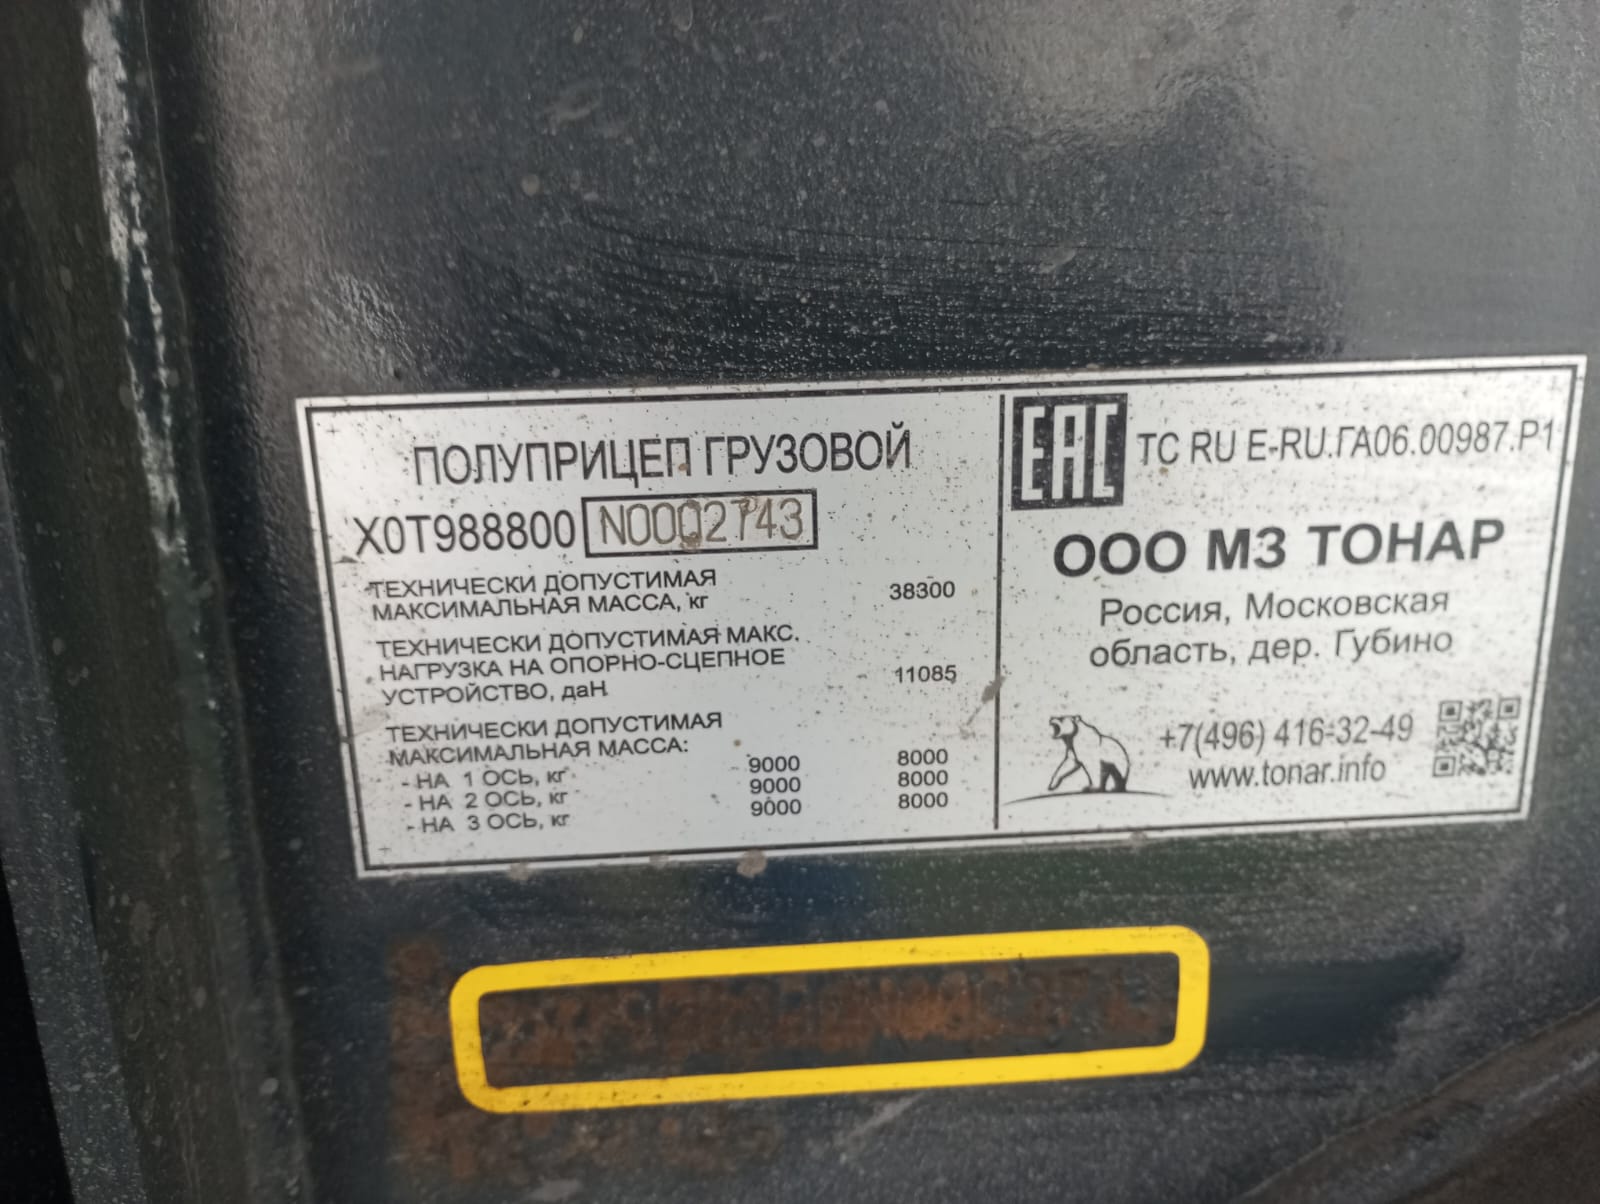 ПОЛУПРИЦЕП ГРУЗОВОЙ
X0T988800 N0002743
ТЕХНИЧЕСКИ ДОПУСТИМАЯ
МАКСИМАЛЬНАЯ МАССА, кг 38300
ТЕХНИЧЕСКИ ДОПУСТИМАЯ МАКС.
НАГРУЗКА НА ОПОРНО-СЦЕПНОЕ
УСТРОЙСТВО, даН 11085
ТЕХНИЧЕСКИ ДОПУСТИМАЯ
МАКСИМАЛЬНАЯ МАССА:
- НА 1 ОСЬ, кг 9000 8000
- НА 2 ОСЬ, кг 9000 8000
- НА 3 ОСЬ, кг 9000 8000
EAC TC RU E-RU.ГА06.00987.P1
ООО МЗ ТОНАР
Россия, Московская
область, дер. Губино
+7(496) 416-32-49
www.tonar.info